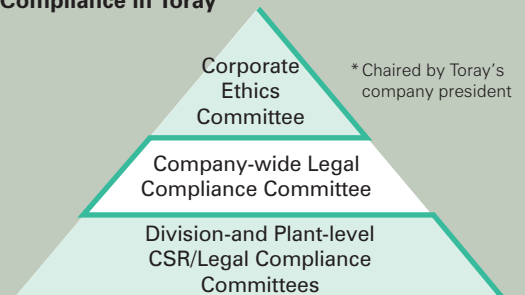 Compliance in Toray
Corporate
Ethics
Committee
* Chaired by Toray's
company president
Company-wide Legal
Compliance Committee
Division-and Plant-level
CSR/Legal Compliance
Committees